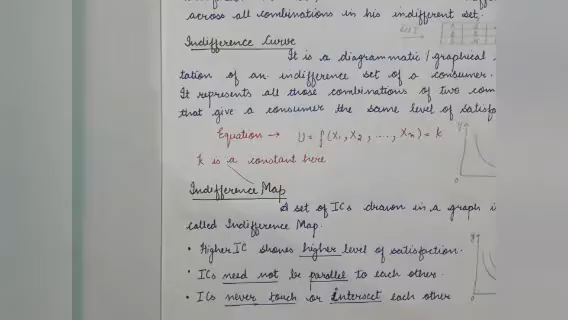 across all combinations in his indifferent set.
Indifference Curve
It is a diagrammatic/graphical
tation of an indifference set of a consumer.
It represents all those combinations of two com
that give a consumer the same level of satisfa
Equation → U = f(X₁, X₂, ...., Xn) = k
k is a constant here
Indifference Map
A set of ICs drawn in a graph i
called Indifference Map.
• Higher IC shows higher level of satisfaction.
• ICs need not be parallel to each other.
• ICs never touch or intersect each other